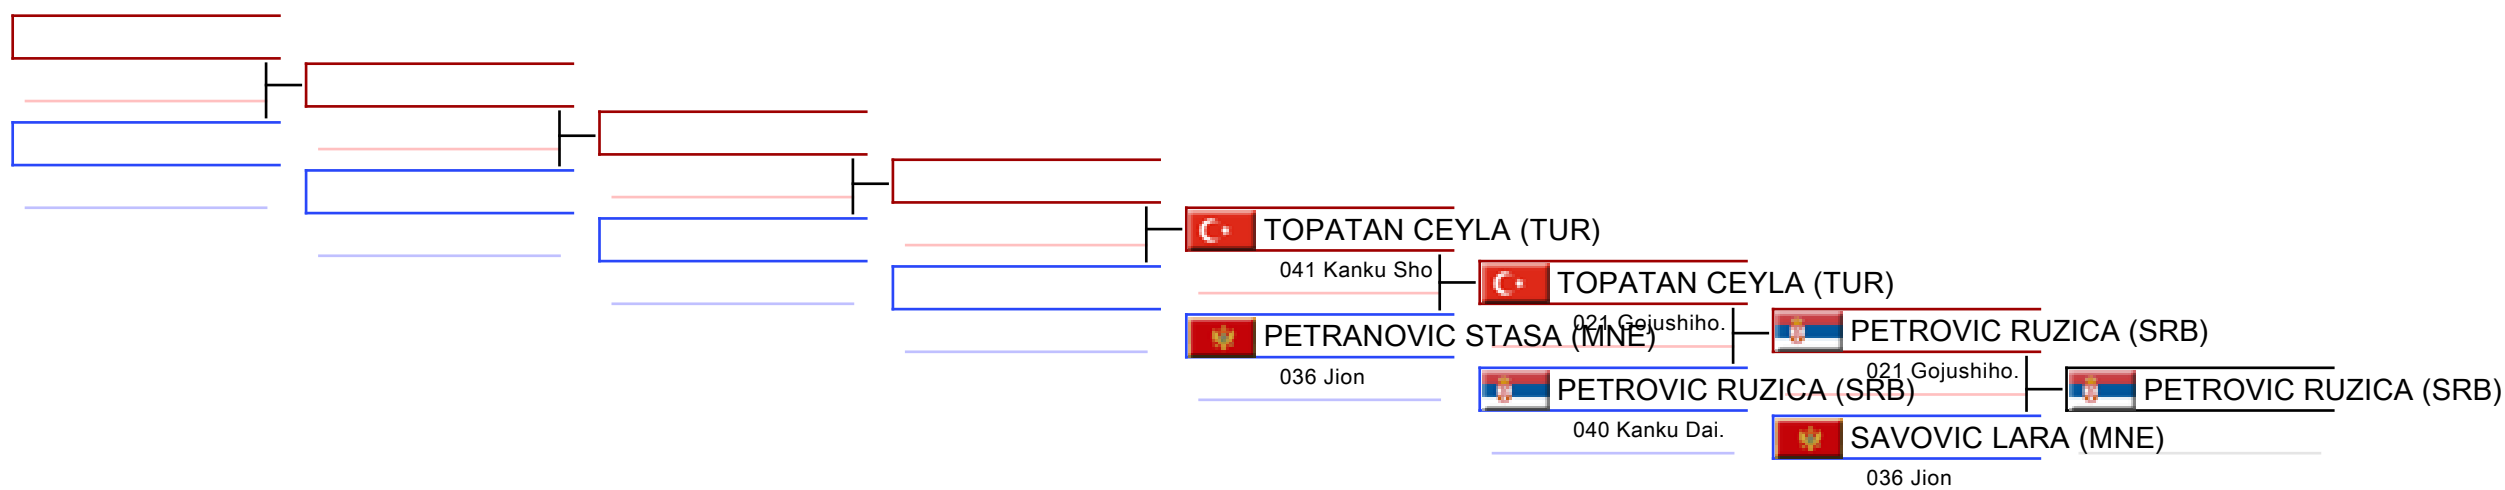 TOPATAN CEYLA (TUR)
041 Kanku Sho
PETRANOVIC STASA (MNE)
036 Jion
TOPATAN CEYLA (TUR)
021 Gojushiho.
PETROVIC RUZICA (SRB)
040 Kanku Dai.
PETROVIC RUZICA (SRB)
021 Gojushiho.
SAVOVIC LARA (MNE)
036 Jion
PETROVIC RUZICA (SRB)